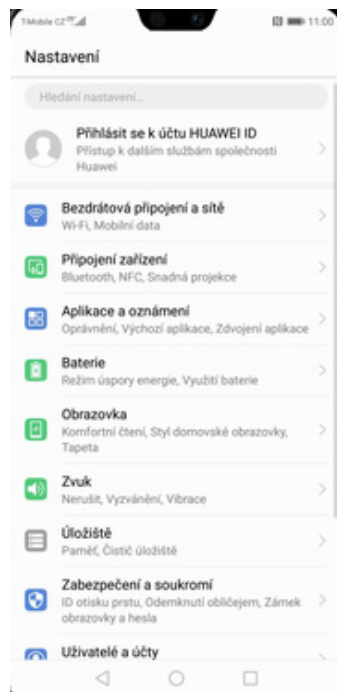 T-Mobile CZ
11:00
Nastavení
Hledání nastavení...
Přihlásit se k účtu HUAWEI ID
Přístup k dalším službám společnosti
Huawei
Bezdrátová připojení a sítě
Wi-Fi, Mobilní data
Připojení zařízení
Bluetooth, NFC, Snadná projekce
Aplikace a oznámení
Oprávnění, Výchozí aplikace, Zdvojení aplikace
Baterie
Režim úspory energie, Využití baterie
Obrazovka
Komfortní čtení, Styl domovské obrazovky,
Tapeta
Zvuk
Nerušit, Vyzvánění, Vibrace
Úložiště
Paměť, Čistič úložiště
Zabezpečení a soukromí
ID otisku prstu, Odemknutí obličejem, Zámek
obrazovky a hesla
Uživatelé a účty